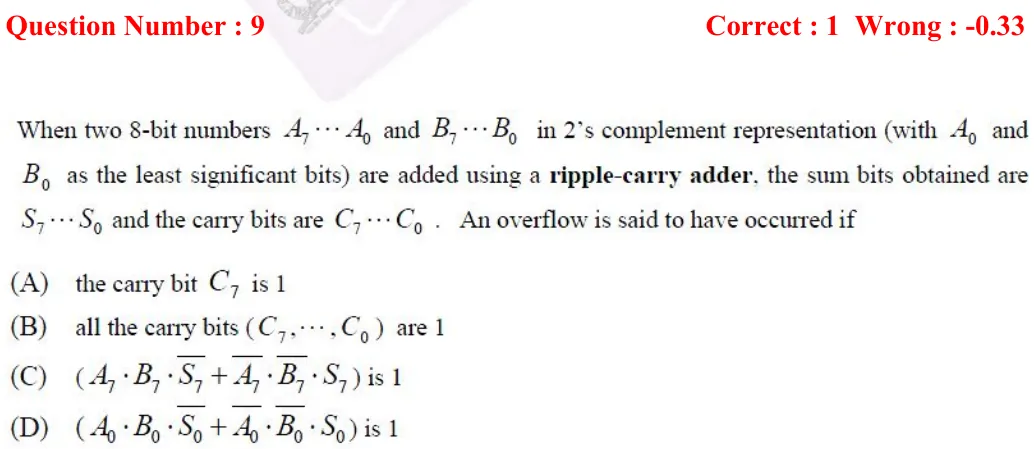 Question Number : 9 Correct : 1 Wrong : -0.33
When two 8-bit numbers A₇ ⋯ A₀ and B₇ ⋯ B₀ in 2's complement representation (with A₀ and
B₀ as the least significant bits) are added using a ripple-carry adder, the sum bits obtained are
S₇ ⋯ S₀ and the carry bits are C₇ ⋯ C₀ . An overflow is said to have occurred if
(A) the carry bit C₇ is 1
(B) all the carry bits ( C₇, ⋯ , C₀ ) are 1
(C) ( A₇ · B₇ · S̅₇ + A̅₇ · B̅₇ · S₇ ) is 1
(D) ( A₀ · B₀ · S̅₀ + A̅₀ · B̅₀ · S₀ ) is 1